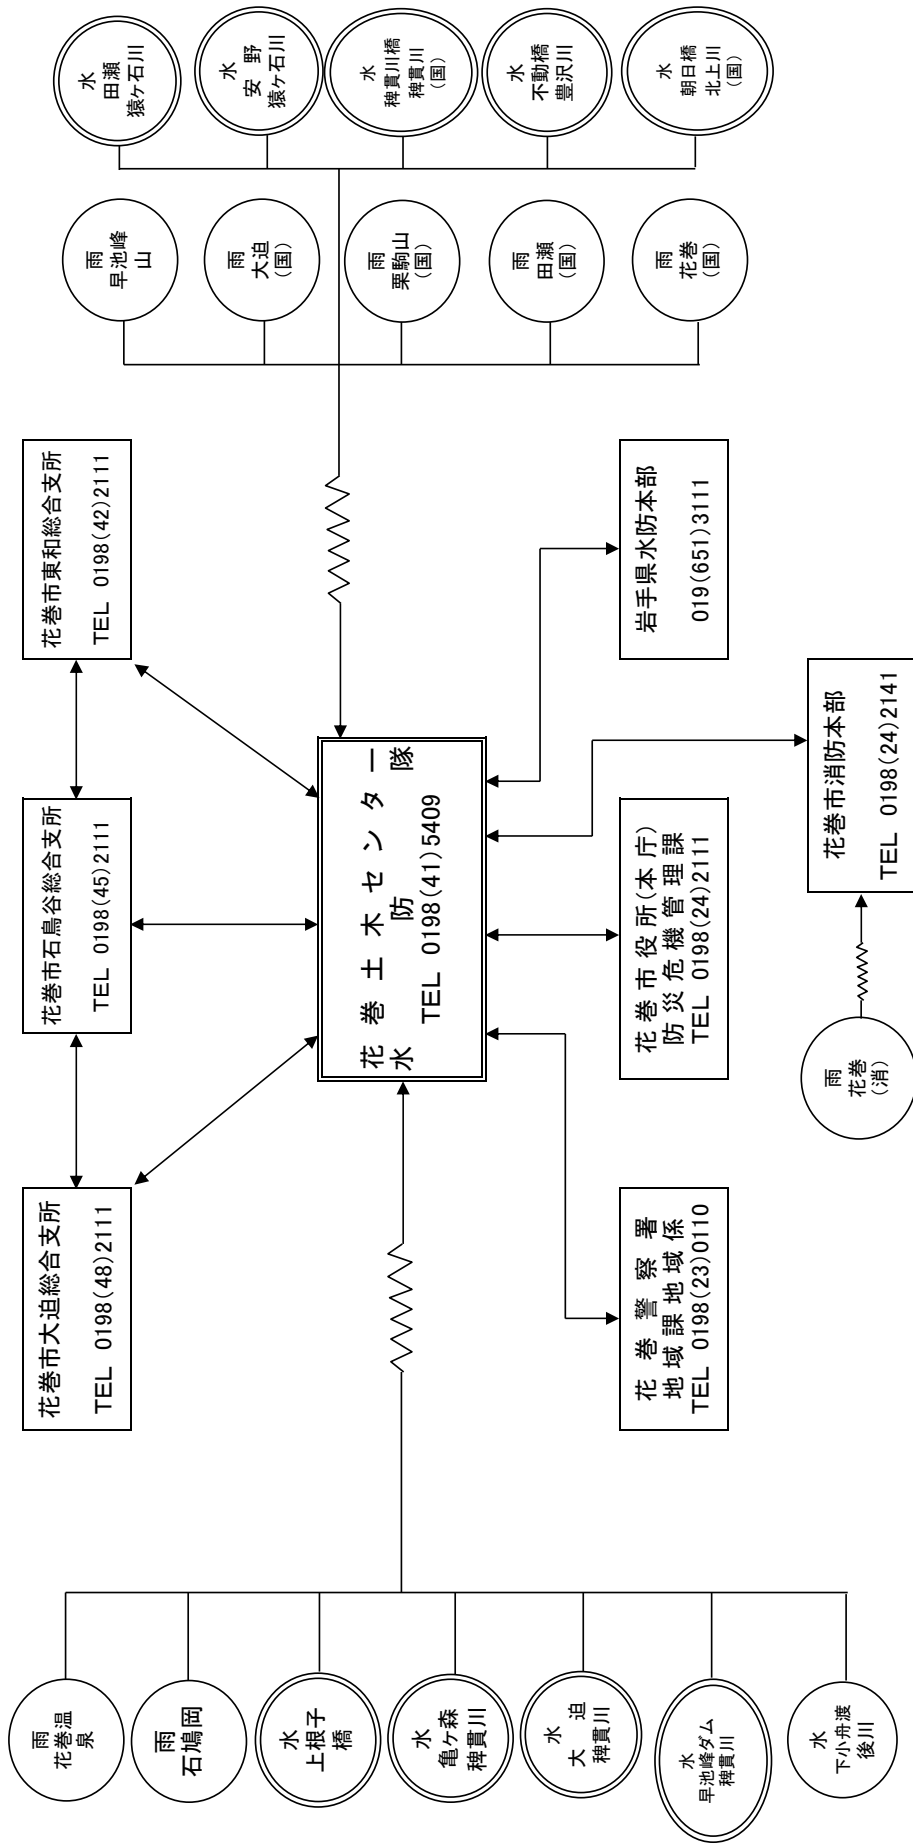 雨
花巻温
泉
雨
石鳩岡
水
上根子
橋
水
亀ヶ森
稗貫川
水
大　迫
稗貫川
水
早池峰ダム
稗貫川
水
下小舟渡
後川
花巻市大迫総合支所
TEL 0198(48)2111
花巻市石鳥谷総合支所
TEL 0198(45)2111
花巻市東和総合支所
TEL 0198(42)2111
花 巻 土 木 セ ン タ ー
水 防 隊
TEL 0198(41)5409
花 巻 警 察 署
地 域 課 地 域 係
TEL 0198(23)0110
花 巻 市 役 所(本 庁)
防 災 危 機 管 理 課
TEL 0198(24)2111
岩手県水防本部
019(651)3111
雨
花巻
(消)
花巻市消防本部
TEL 0198(24)2141
雨
早池峰
山
雨
大迫
(国)
雨
栗駒山
(国)
雨
田瀬
(国)
雨
花巻
(国)
水
田瀬
猿ヶ石川
水
安　野
猿ヶ石川
水
稗貫川橋
稗貫川
(国)
水
不動橋
豊沢川
水
朝日橋
北上川
(国)